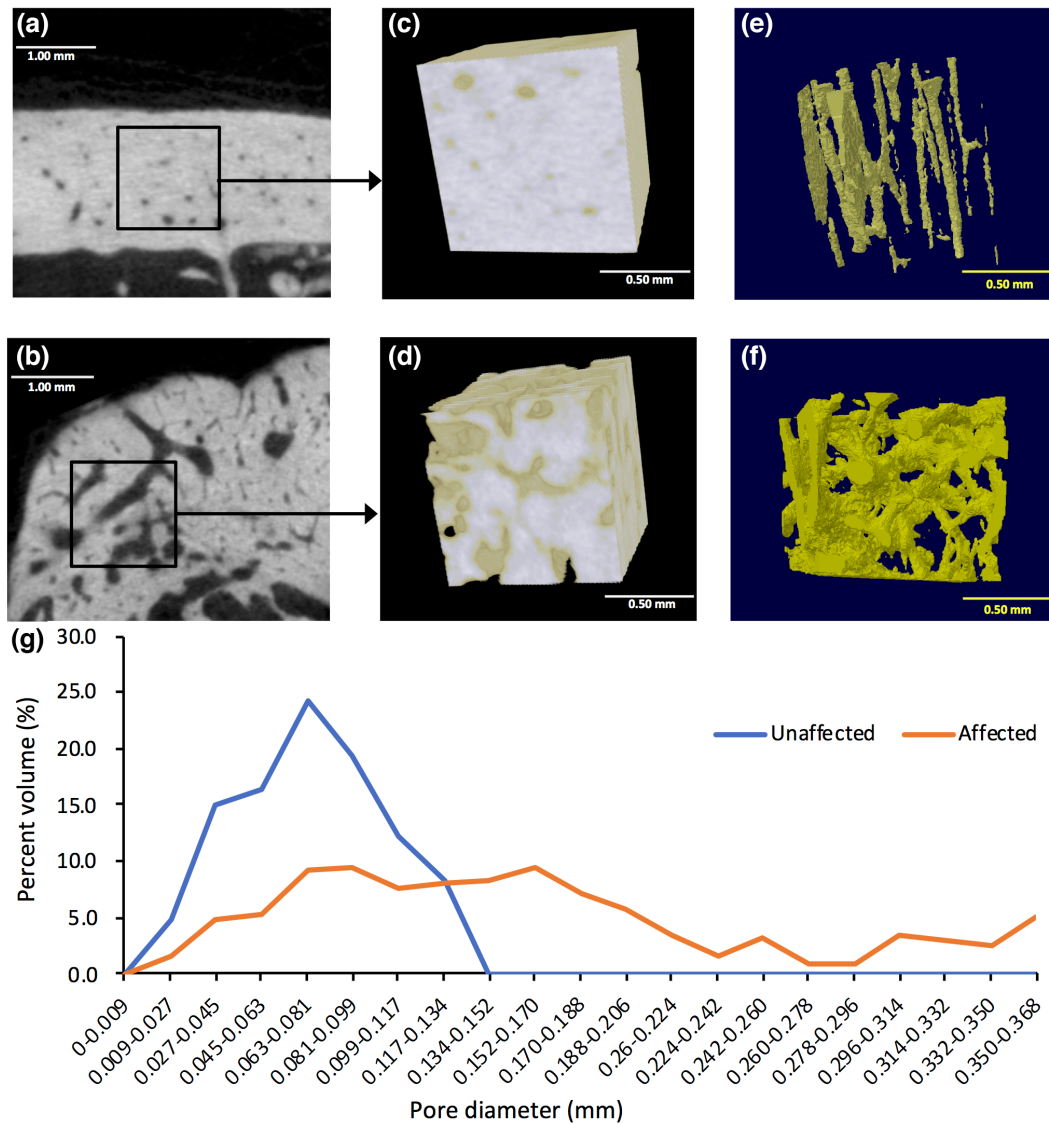 (a)
1.00 mm
(c)
0.50 mm
(e)
0.50 mm
(b)
1.00 mm
(d)
0.50 mm
(f)
0.50 mm
(g)
Percent volume (%)
30.0
25.0
20.0
15.0
10.0
5.0
0.0
Unaffected
Affected
0-0.009
0.009-0.027
0.027-0.045
0.045-0.063
0.063-0.081
0.081-0.099
0.099-0.117
0.117-0.134
0.134-0.152
0.152-0.170
0.170-0.188
0.188-0.206
0.26-0.224
0.224-0.242
0.242-0.260
0.260-0.278
0.278-0.296
0.296-0.314
0.314-0.332
0.332-0.350
0.350-0.368
Pore diameter (mm)